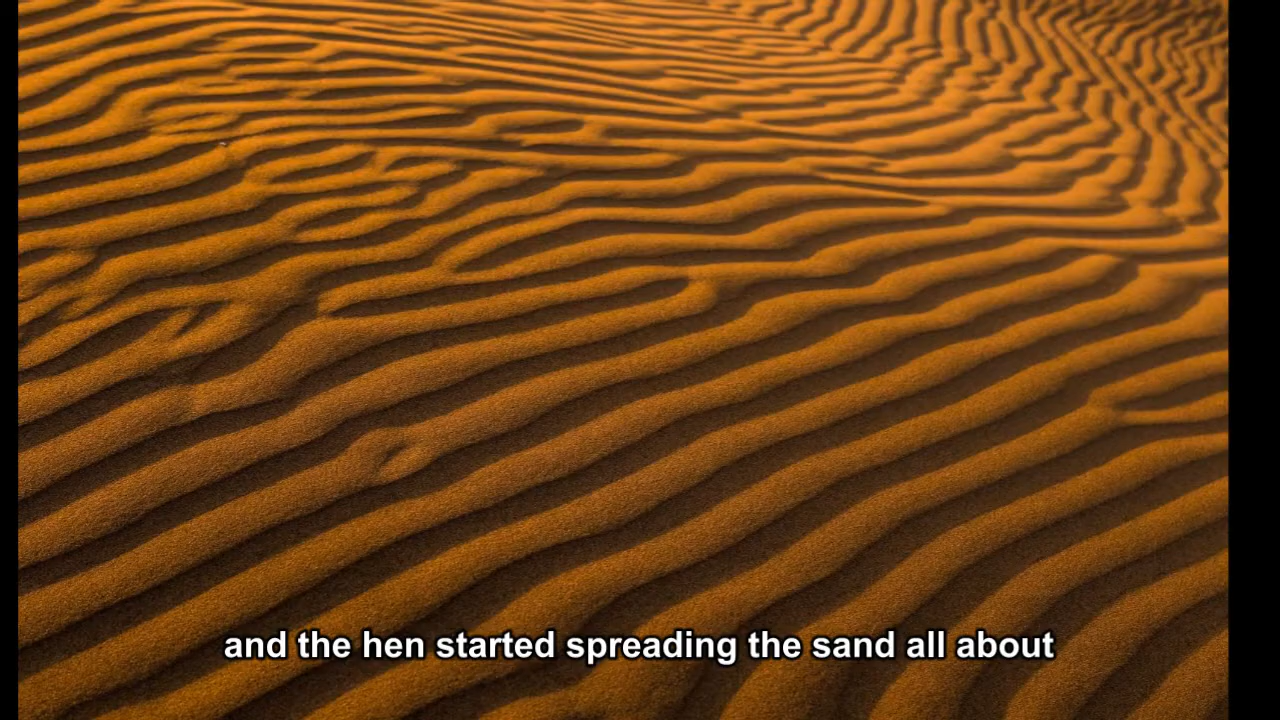 and the hen started spreading the sand all about